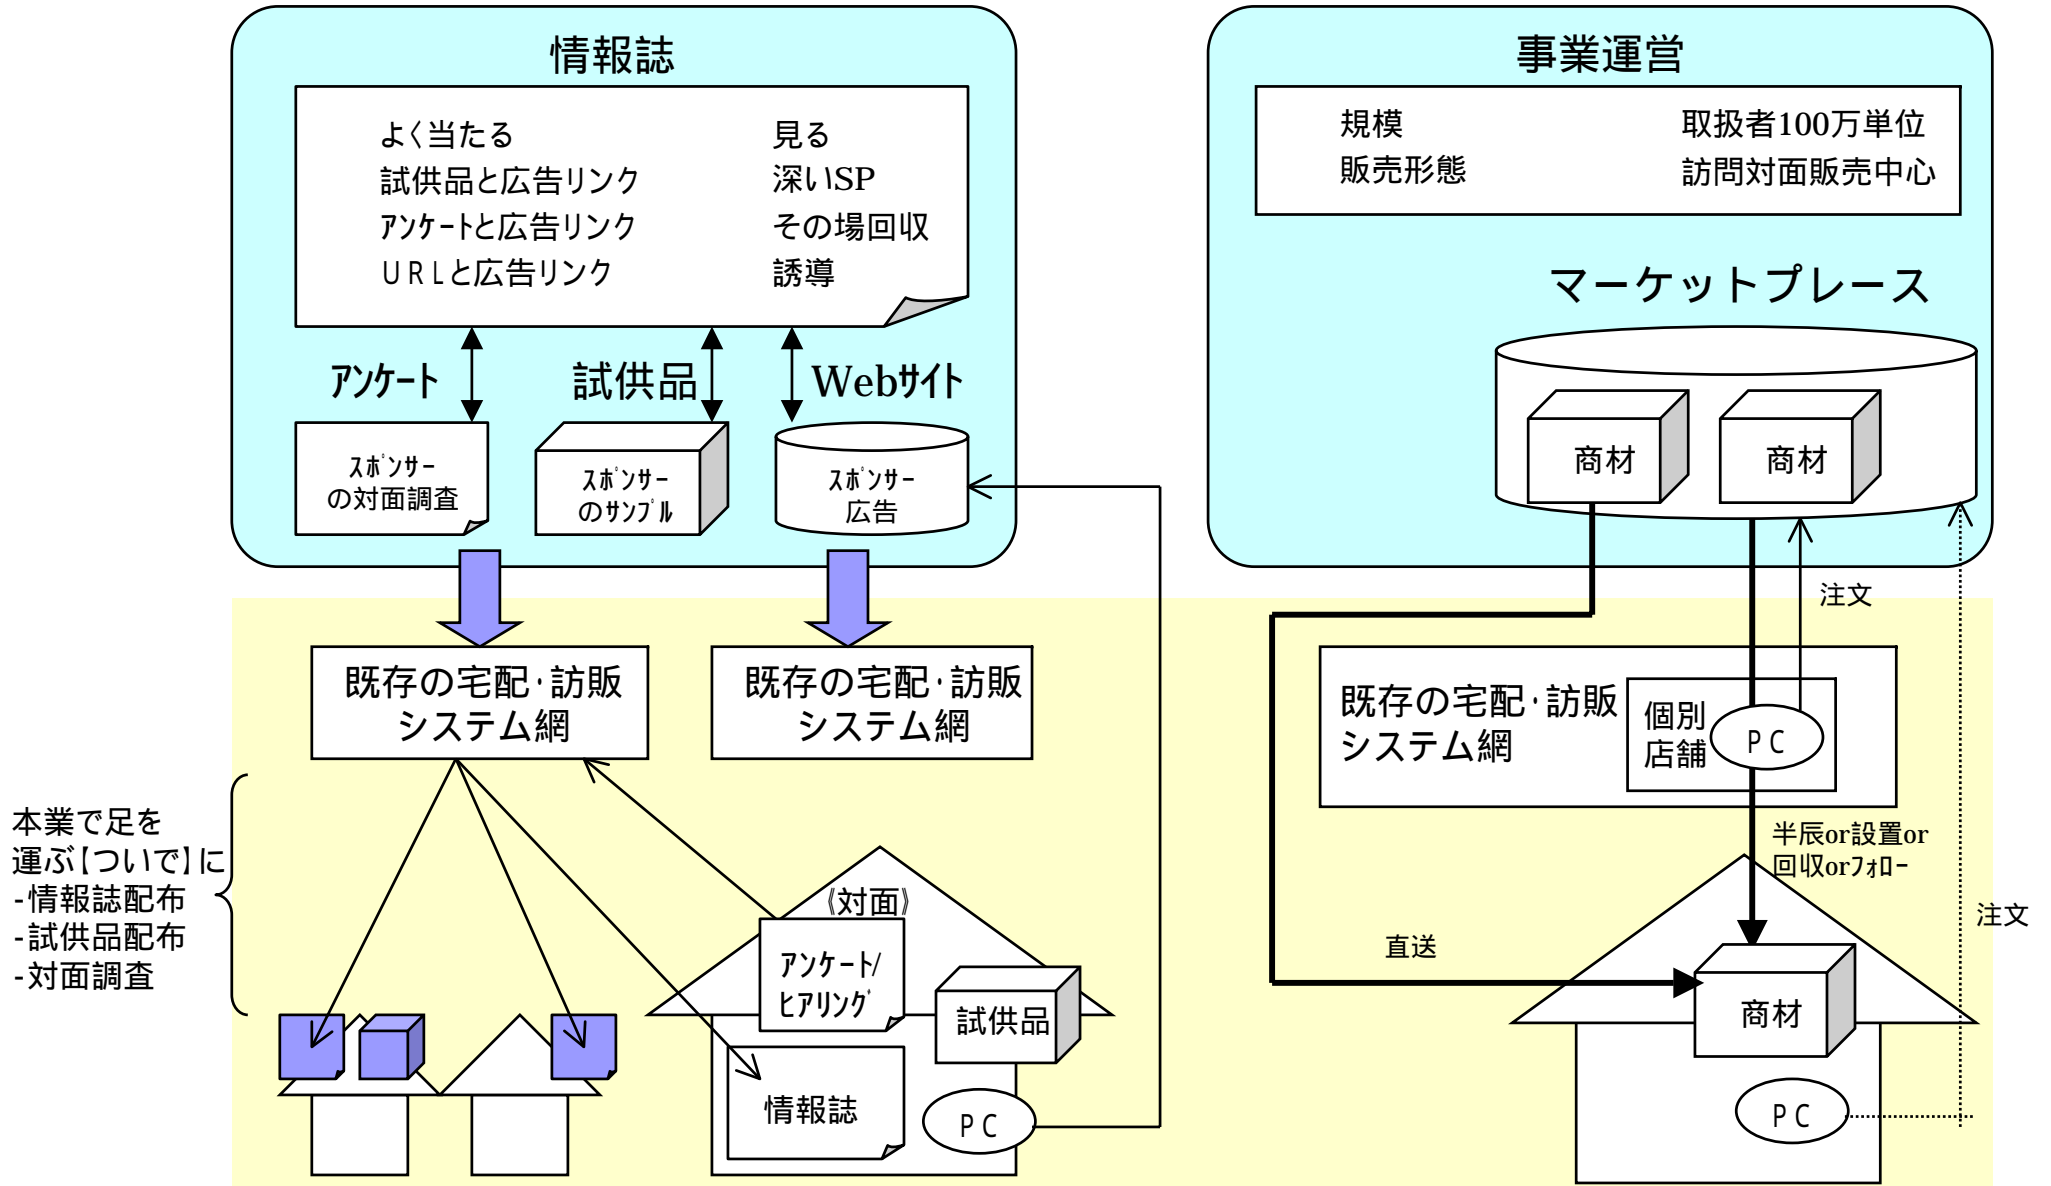 情報誌
よく当たる 見る
試供品と広告リンク 深いSP
ｱﾝｹｰﾄと広告リンク その場回収
ＵＲＬと広告リンク 誘導
アンケート
試供品
Webサイト
ｽﾎﾟﾝｻｰ
の対面調査
ｽﾎﾟﾝｻｰ
のｻﾝﾌﾟﾙ
ｽﾎﾟﾝｻｰ
広告
事業運営
規模 取扱者100万単位
販売形態 訪問対面販売中心
マーケットプレース
商材
商材
注文
既存の宅配･訪販
システム網
既存の宅配･訪販
システム網
既存の宅配･訪販
システム網
個別
店舗
ＰＣ
本業で足を
運ぶ【ついで】に
-情報誌配布
-試供品配布
-対面調査
《対面》
ｱﾝｹｰﾄ/
ﾋｱﾘﾝｸﾞ
試供品
情報誌
ＰＣ
半辰or設置or
回収orﾌｫﾛｰ
直送
注文
商材
ＰＣ